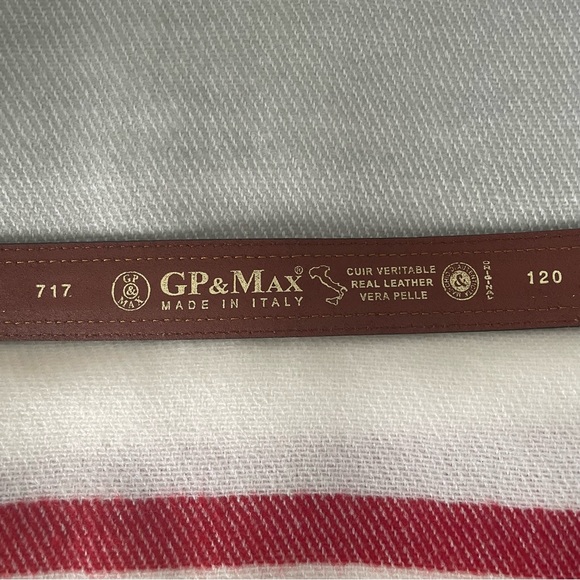 717
GP
&
MAX
GP&MAX®
MADE IN ITALY
CUIR VERITABLE
REAL LEATHER
VERA PELLE
ORIGINAL
120